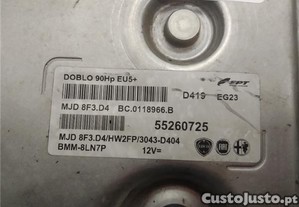 DOBLO 90Hp EU5+
FPT
D419 EG23
MJD 8F3.D4 BC.0118966.B
55260725
MJD 8F3.D4/HW2FP/3043-D404
BMM-8LN7P 12V=
CustoJusto.pt